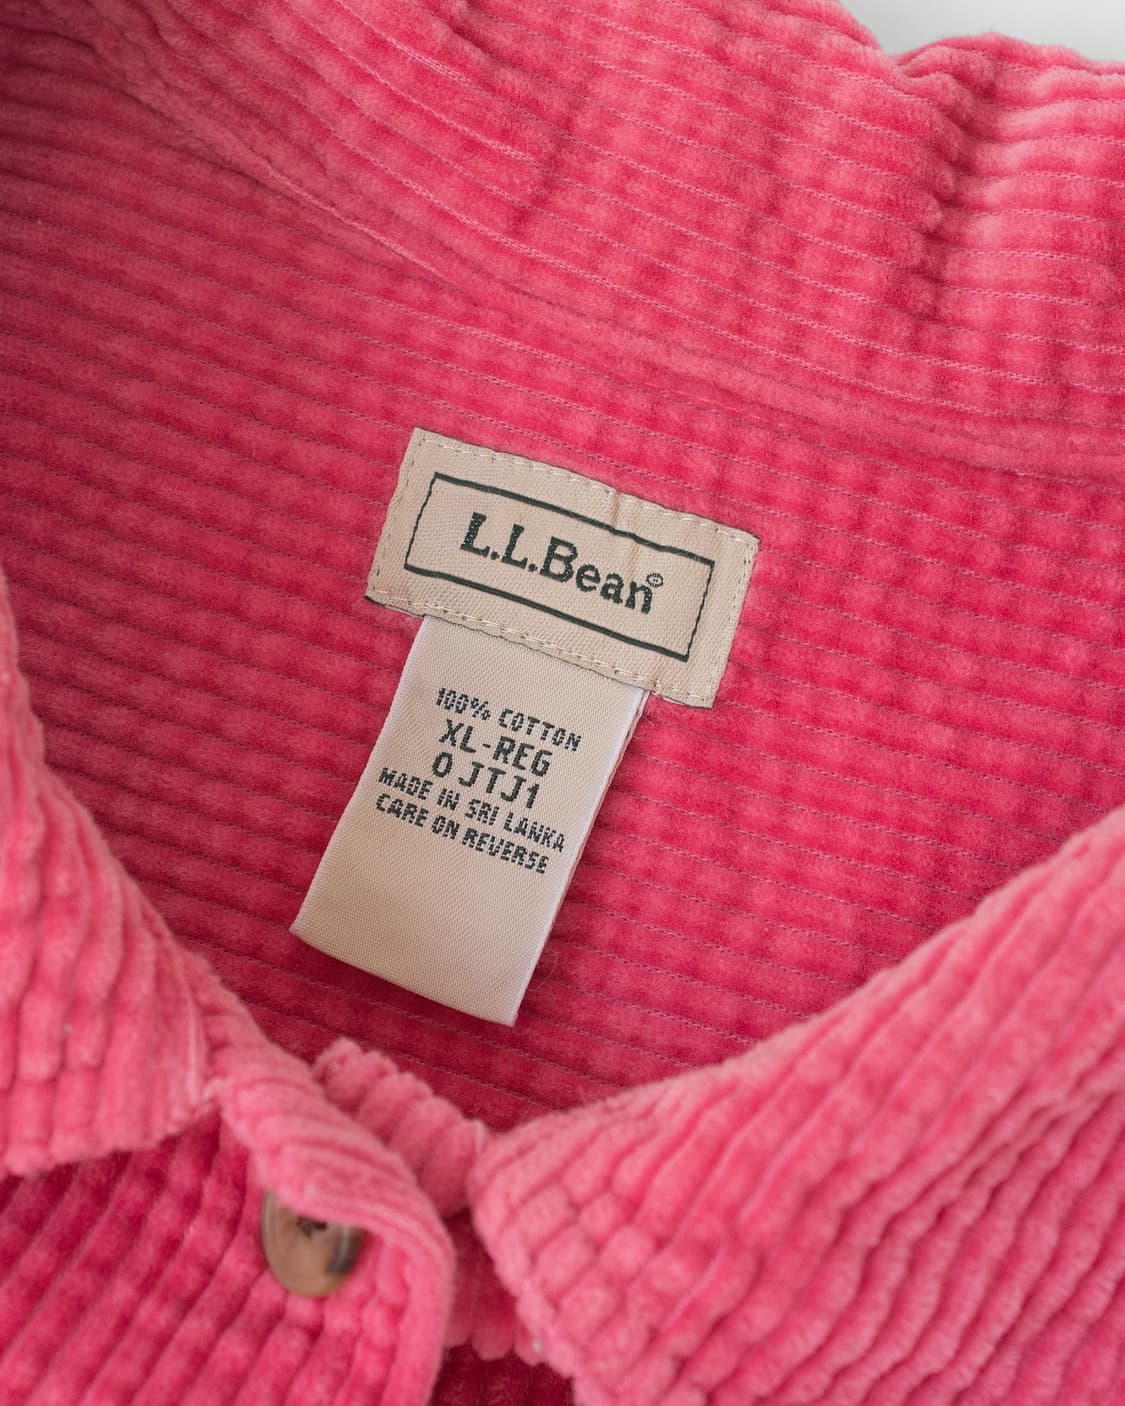 L.L.Bean®
100% COTTON
XL-REG
0 JTJ1
MADE IN SRI LANKA
CARE ON REVERSE